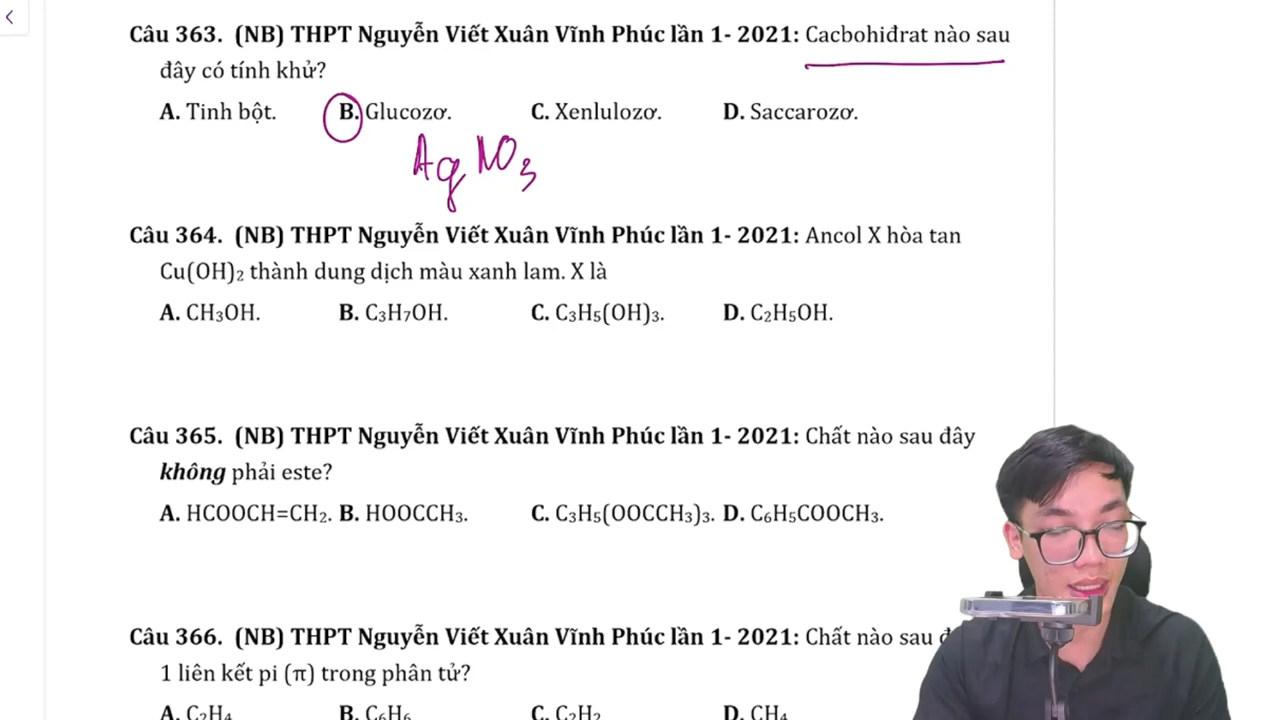 Câu 363. (NB) THPT Nguyễn Viết Xuân Vĩnh Phúc lần 1- 2021: Cacbohiđrat nào sau
đây có tính khử?
A. Tinh bột. B. Glucozơ. C. Xenlulozơ. D. Saccarozơ.
AgNO3
Câu 364. (NB) THPT Nguyễn Viết Xuân Vĩnh Phúc lần 1- 2021: Ancol X hòa tan
Cu(OH)₂ thành dung dịch màu xanh lam. X là
A. CH₃OH. B. C₃H₇OH. C. C₃H₅(OH)₃. D. C₂H₅OH.
Câu 365. (NB) THPT Nguyễn Viết Xuân Vĩnh Phúc lần 1- 2021: Chất nào sau đây
không phải este?
A. HCOOCH=CH₂. B. HOOCCH₃. C. C₃H₅(OOCCH₃)₃. D. C₆H₅COOCH₃.
Câu 366. (NB) THPT Nguyễn Viết Xuân Vĩnh Phúc lần 1- 2021: Chất nào sau
1 liên kết pi (π) trong phân tử?
A. C₂H₄ B. C₆H₆ C. C₂H₂ D. CH₄